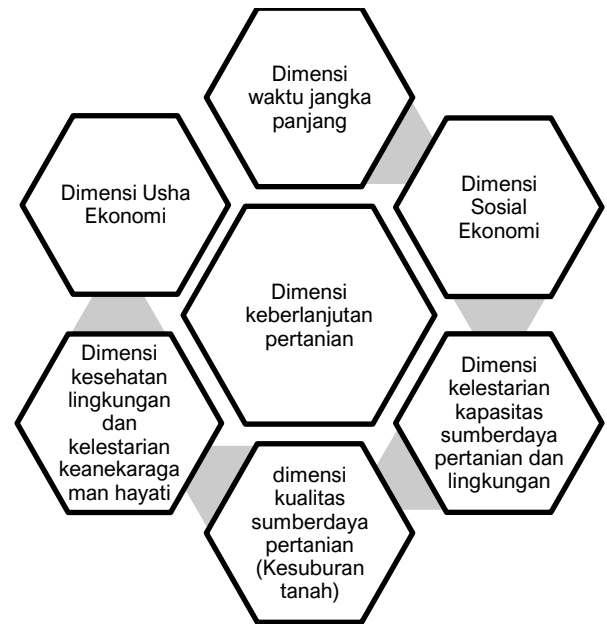 Dimensi
waktu jangka
panjang
Dimensi Usha
Ekonomi
Dimensi
Sosial
Ekonomi
Dimensi
keberlanjutan
pertanian
Dimensi
kesehatan
lingkungan
dan
kelestarian
keanekaraga
man hayati
Dimensi
kelestarian
kapasitas
sumberdaya
pertanian dan
lingkungan
dimensi
kualitas
sumberdaya
pertanian
(Kesuburan
tanah)